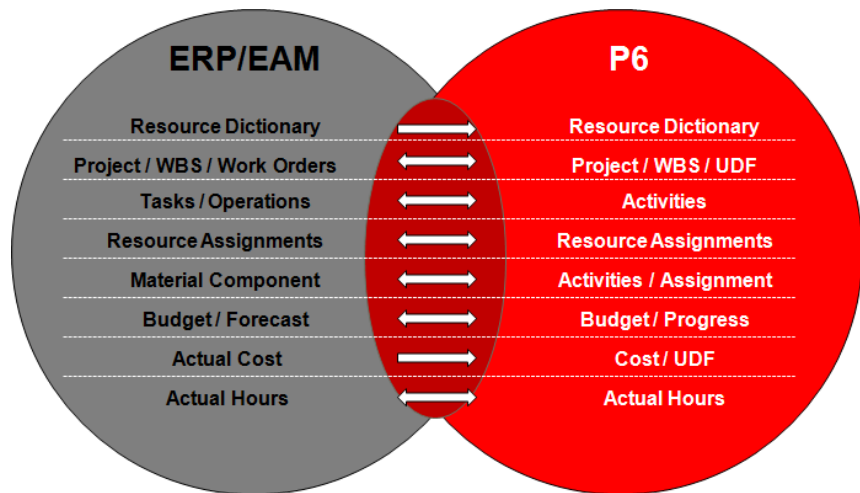 ERP/EAM P6
Resource Dictionary Resource Dictionary
Project / WBS / Work Orders Project / WBS / UDF
Tasks / Operations Activities
Resource Assignments Resource Assignments
Material Component Activities / Assignment
Budget / Forecast Budget / Progress
Actual Cost Cost / UDF
Actual Hours Actual Hours